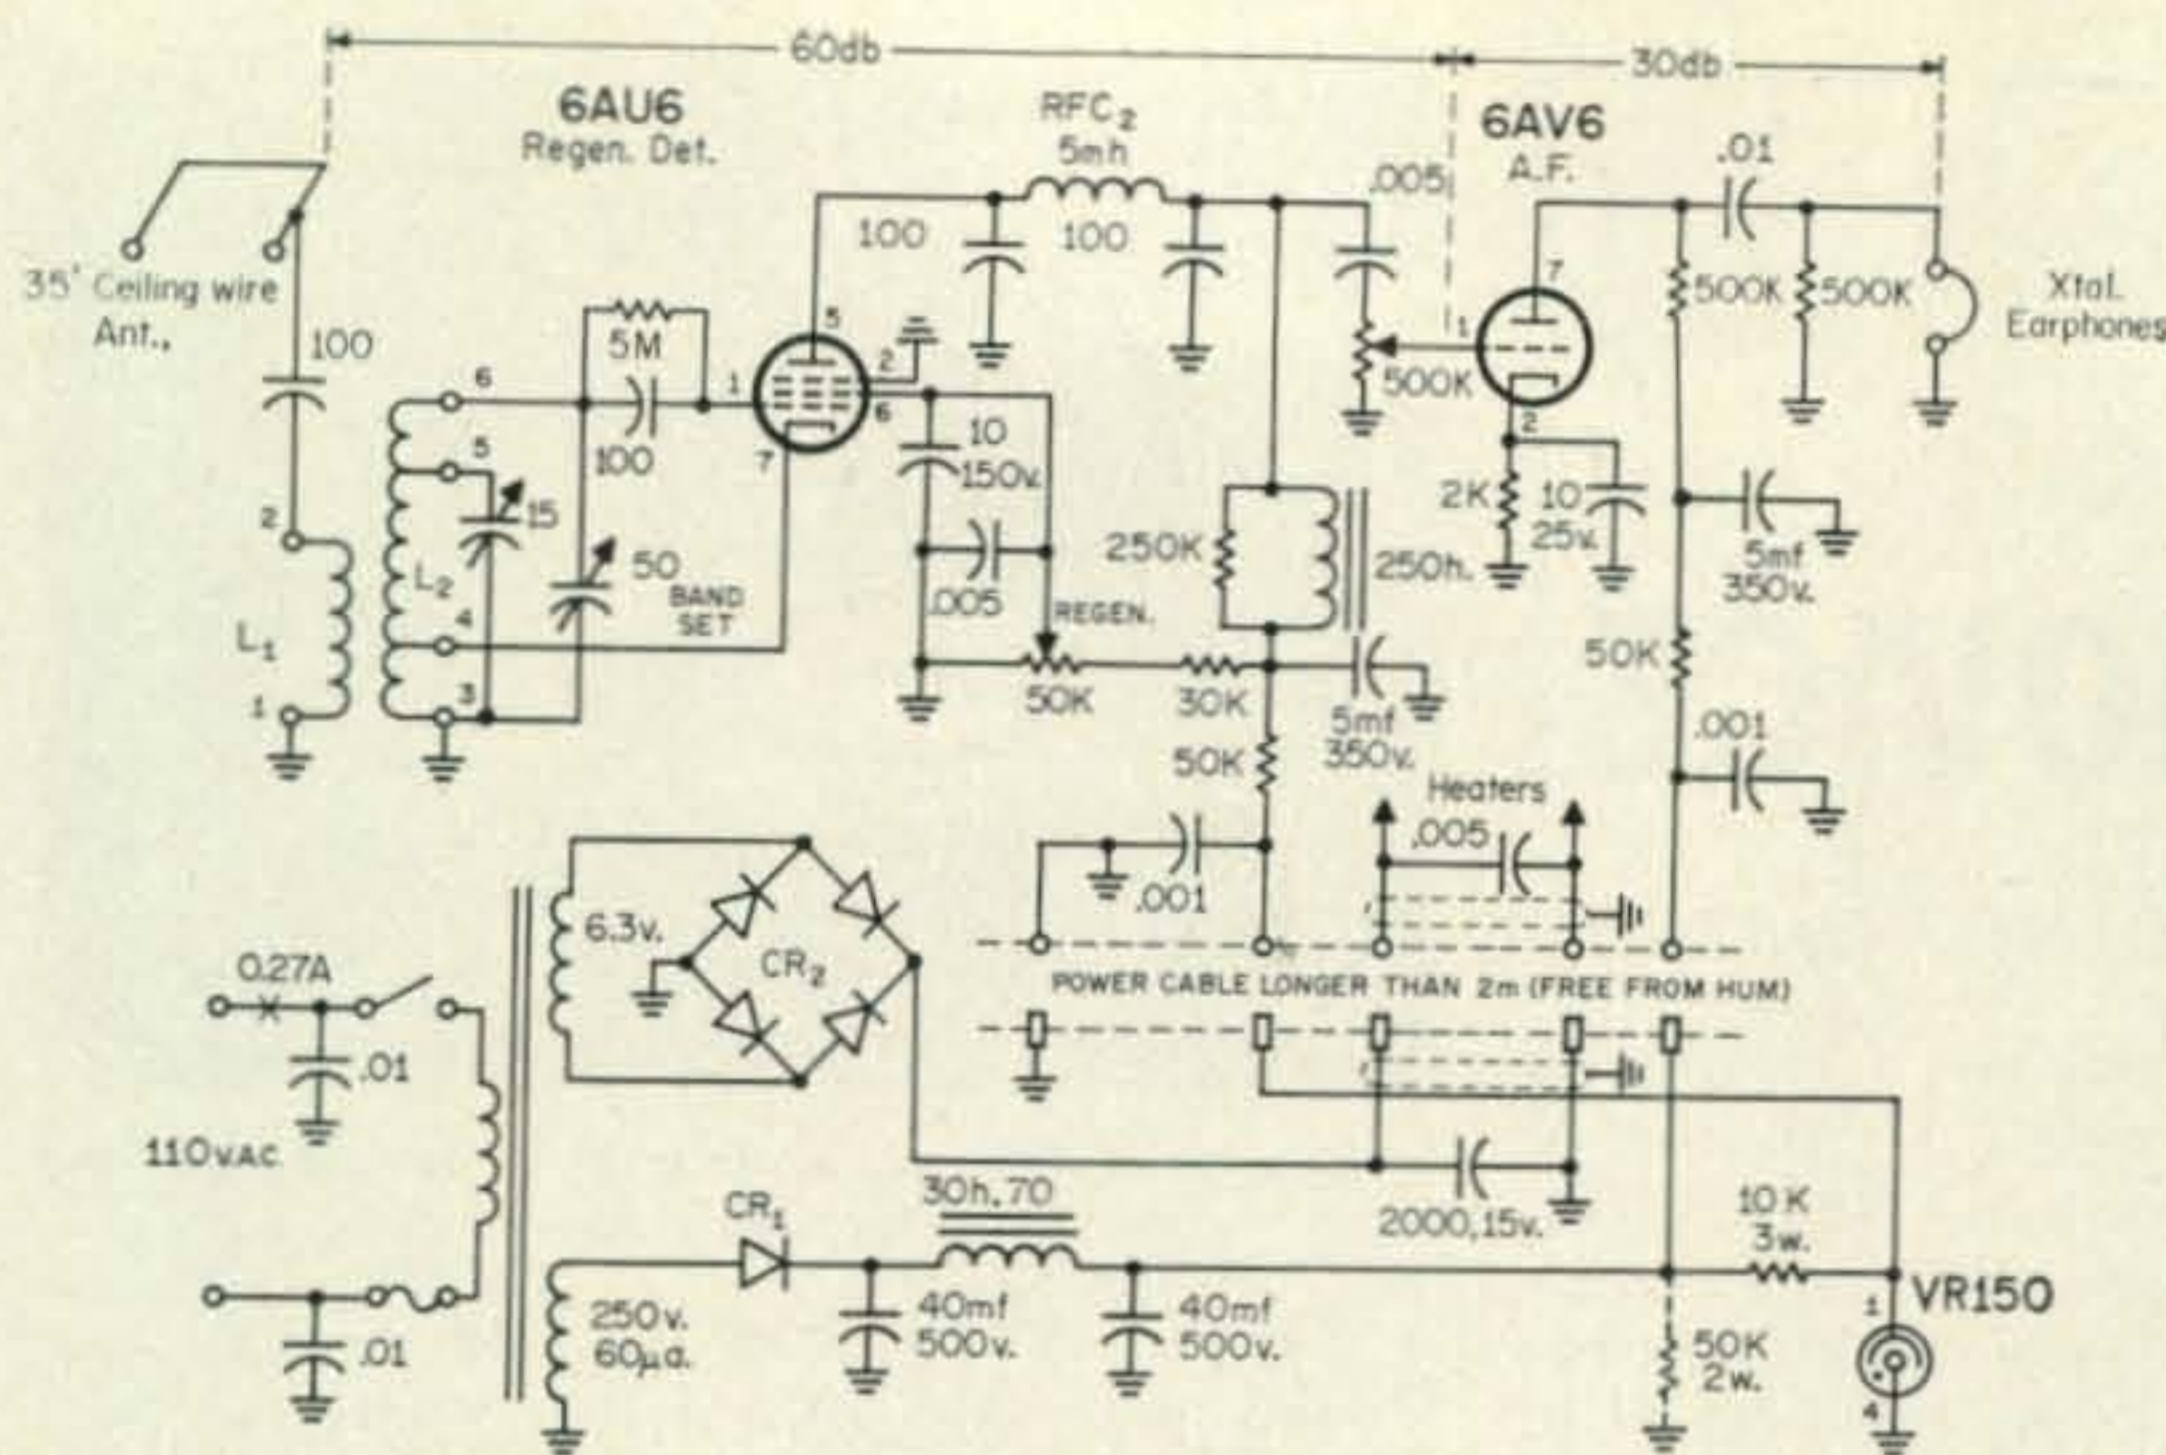 60db
30db
6AU6
Regen. Det.
RFC₂
5mh
6AV6
A.F.
.01
.005
100
100
35' Ceiling wire
Ant.,
100
5M
100
1
5
2
6
7
6
5
4
3
2
1
L₁
L₂
15
50
BAND
SET
10
150v.
.005
REGEN.
50K
30K
250K
250h.
500K
1
7
2
2K
10
25v.
500K
500K
Xtal.
Earphones
5mf
350v.
50K
.001
5mf
350v.
50K
.001
Heaters
.005
POWER CABLE LONGER THAN 2m (FREE FROM HUM)
6.3v.
CR₂
0.27A
.01
110v.AC.
.01
CR₁
30h.70
250v.
60μa.
40mf
500v.
40mf
500v.
2000,15v.
10K
3w.
VR150
1
4
50K
2w.